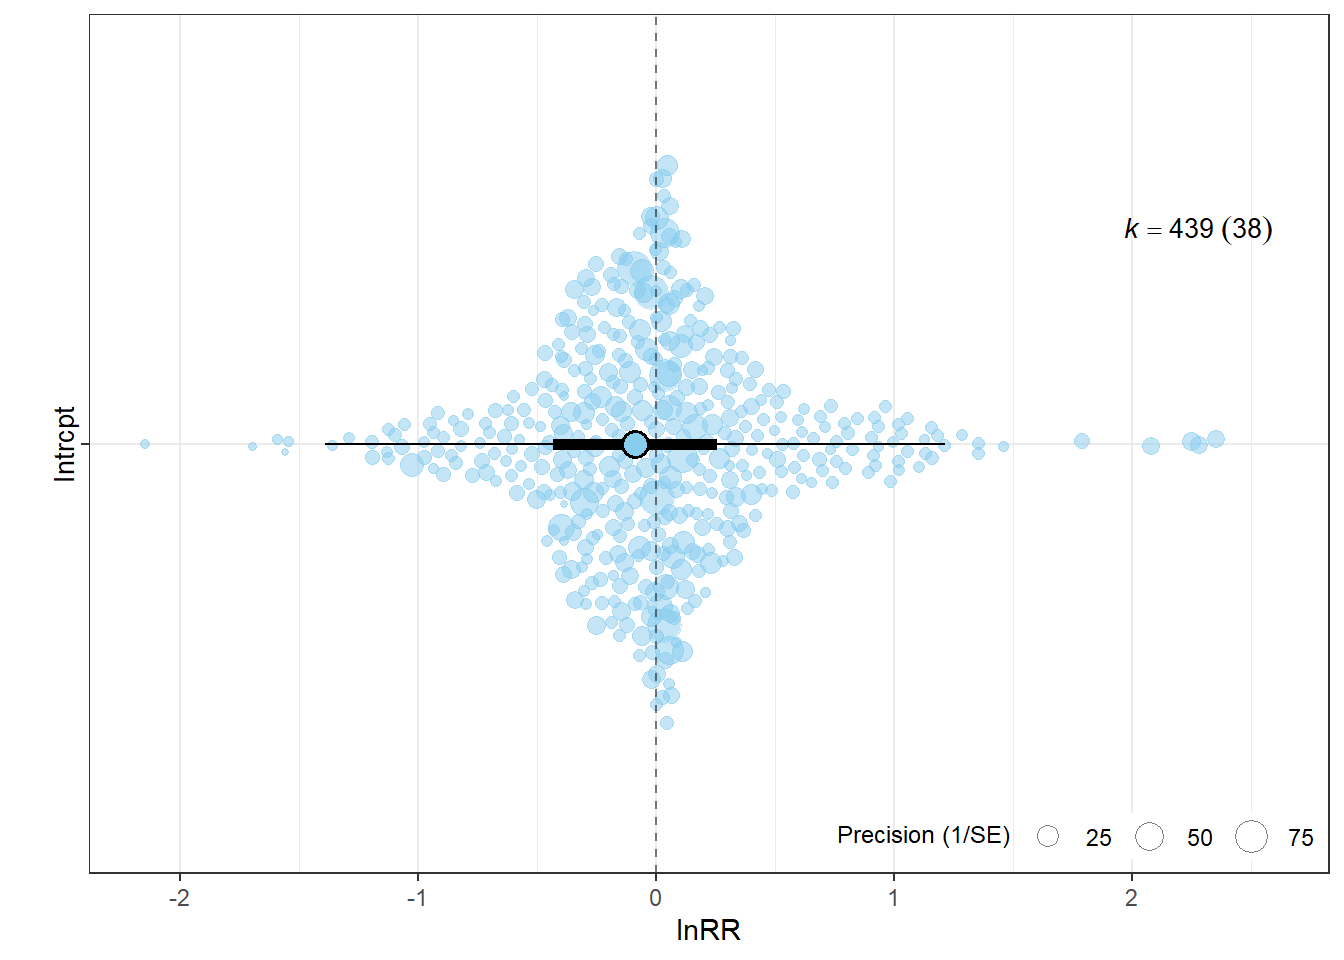 k = 439 (38)
Intrcpt
Precision (1/SE) 25 50 75
-2 -1 0 1 2
lnRR